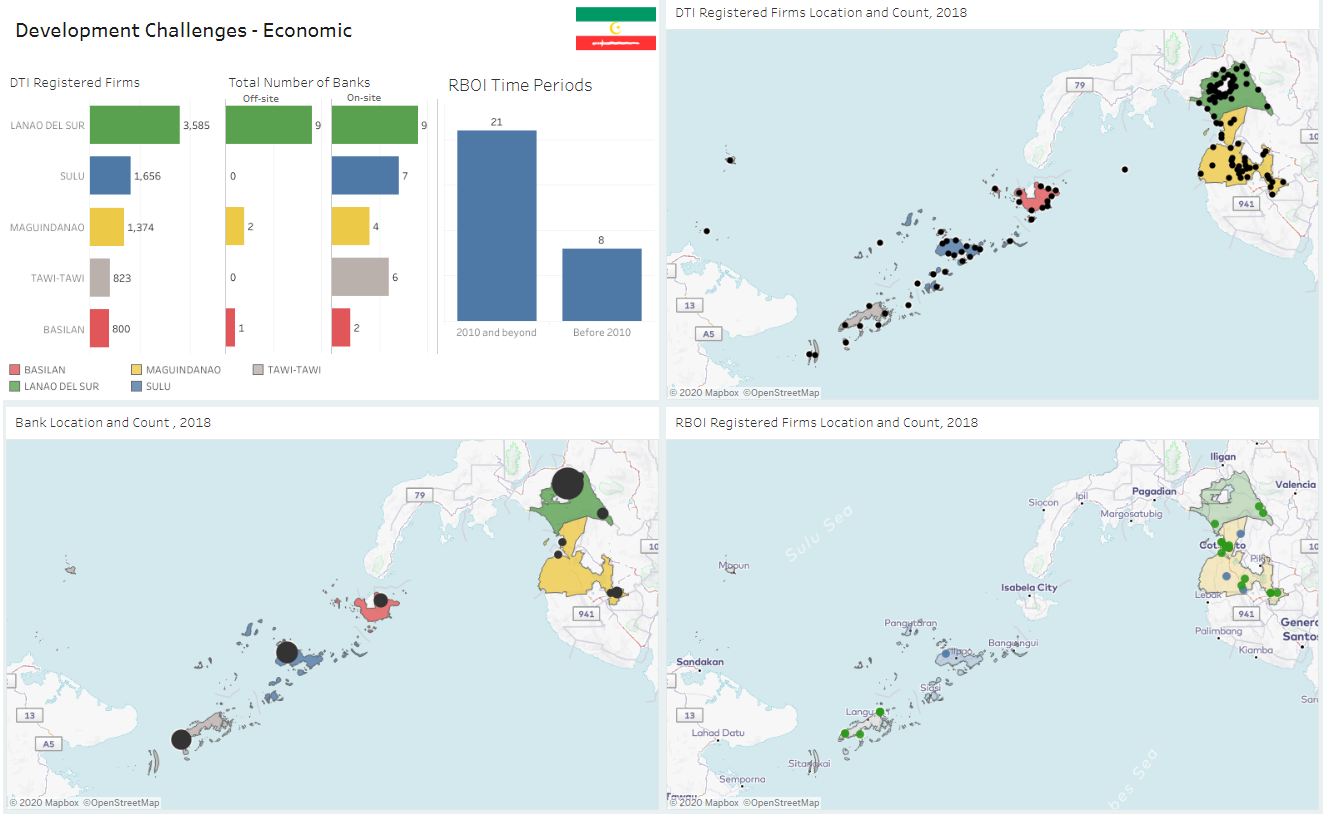 Development Challenges - Economic
DTI Registered Firms
Total Number of Banks
Off-site
On-site
LANAO DEL SUR
3,585
9
9
SULU
1,656
0
7
MAGUINDANAO
1,374
2
4
TAWI-TAWI
823
0
6
BASILAN
800
1
2
RBOI Time Periods
21
8
2010 and beyond
Before 2010
BASILAN
MAGUINDANAO
TAWI-TAWI
LANAO DEL SUR
SULU
DTI Registered Firms Location and Count, 2018
79
10
941
13
A5
© 2020 Mapbox ©OpenStreetMap
Bank Location and Count , 2018
79
10
941
13
A5
© 2020 Mapbox ©OpenStreetMap
RBOI Registered Firms Location and Count, 2018
Iligan
77
Valencia
Siocon
Ipil
Pagadian
Margosatubig
Sulu Sea
10
Mapun
Isabela City
Lebak
941
Palimbang
Kiamba
Pangutaran
Banguingui
Sandakan
Siasi
13
Lahad Datu
Semporna
© 2020 Mapbox ©OpenStreetMap